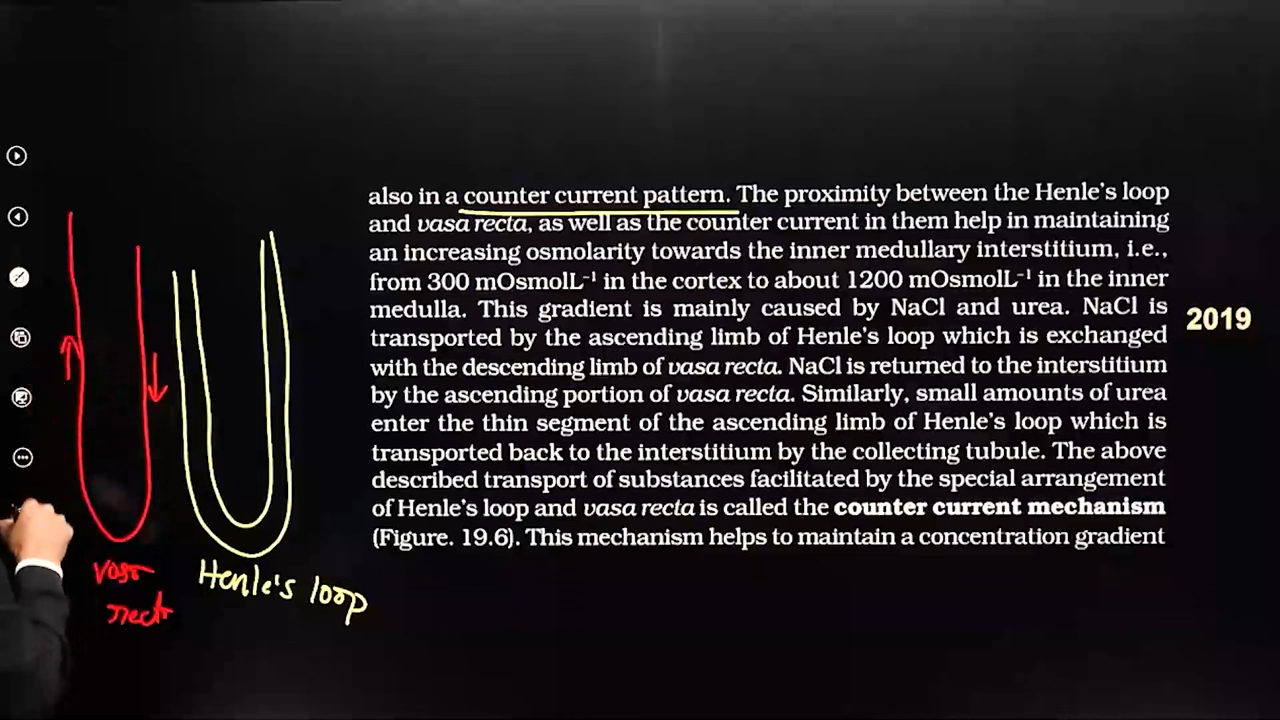 also in a counter current pattern. The proximity between the Henle's loop
and vasa recta, as well as the counter current in them help in maintaining
an increasing osmolarity towards the inner medullary interstitium, i.e.,
from 300 mOsmolL⁻¹ in the cortex to about 1200 mOsmolL⁻¹ in the inner
medulla. This gradient is mainly caused by NaCl and urea. NaCl is
transported by the ascending limb of Henle's loop which is exchanged
with the descending limb of vasa recta. NaCl is returned to the interstitium
by the ascending portion of vasa recta. Similarly, small amounts of urea
enter the thin segment of the ascending limb of Henle's loop which is
transported back to the interstitium by the collecting tubule. The above
described transport of substances facilitated by the special arrangement
of Henle's loop and vasa recta is called the counter current mechanism
(Figure. 19.6). This mechanism helps to maintain a concentration gradient
2019
vasa
recta
Henle's loop